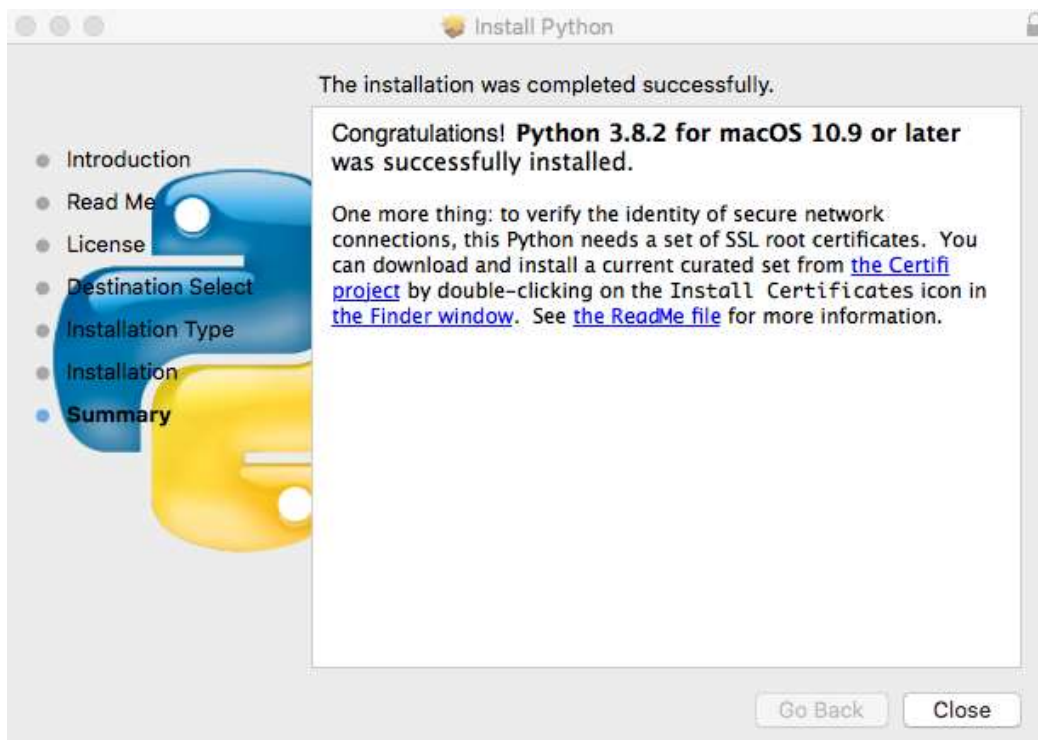 Install Python
The installation was completed successfully.
Introduction
Read Me
License
Destination Select
Installation Type
Installation
Summary
Congratulations! Python 3.8.2 for macOS 10.9 or later
was successfully installed.
One more thing: to verify the identity of secure network
connections, this Python needs a set of SSL root certificates. You
can download and install a current curated set from the Certifi
project by double-clicking on the Install Certificates icon in
the Finder window. See the ReadMe file for more information.
Go Back
Close